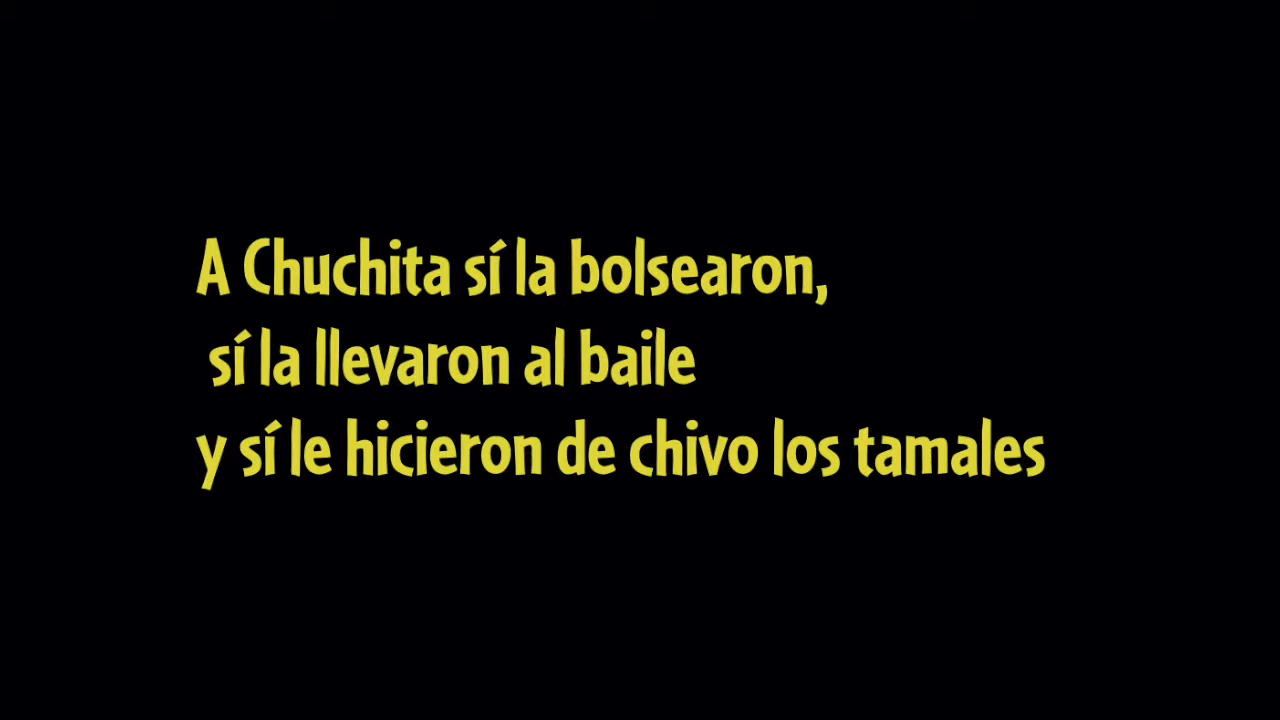 A Chuchita sí la bolsearon,
sí la llevaron al baile
y sí le hicieron de chivo los tamales